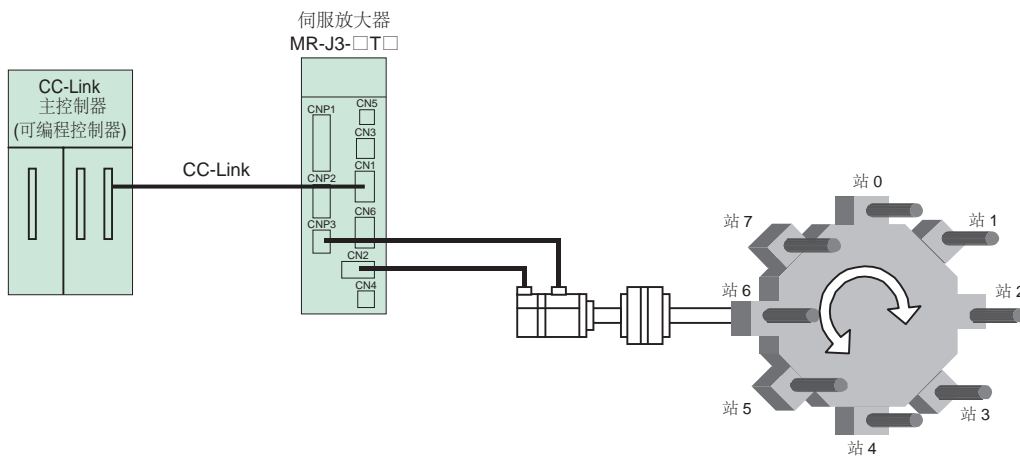 伺服放大器
MR-J3-□T□
CC-Link
主控制器
(可编程控制器)
CC-Link
CNP1
CN5
CN3
CN1
CNP2
CN6
CNP3
CN2
CN4
站 0
站 1
站 2
站 3
站 4
站 5
站 6
站 7